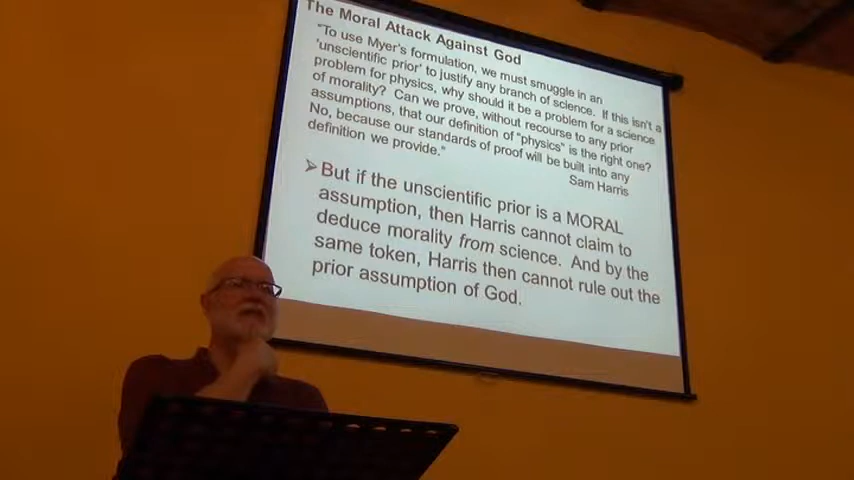 The Moral Attack Against God
"To use Myer's formulation, we must smuggle in an
'unscientific prior' to justify any branch of science. If this isn't a
problem for physics, why should it be a problem for a science
of morality? Can we prove, without recourse to any prior
assumptions, that our definition of "physics" is the right one?
No, because our standards of proof will be built into any
definition we provide."
Sam Harris
➢ But if the unscientific prior is a MORAL
assumption, then Harris cannot claim to
deduce morality from science. And by the
same token, Harris then cannot rule out the
prior assumption of God.